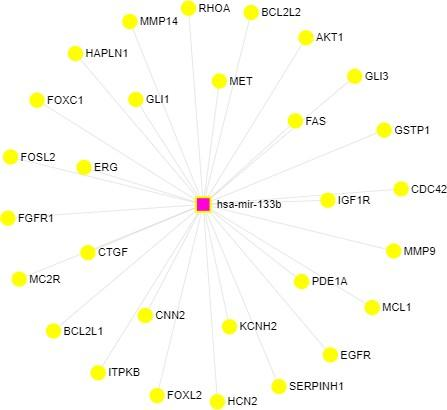 RHOA
BCL2L2
MMP14
AKT1
HAPLN1
GLI3
MET
FOXC1
GLI1
FAS
GSTP1
FOSL2
ERG
CDC42
IGF1R
hsa-mir-133b
FGFR1
CTGF
MMP9
MC2R
PDE1A
MCL1
CNN2
KCNH2
BCL2L1
EGFR
ITPKB
SERPINH1
FOXL2
HCN2